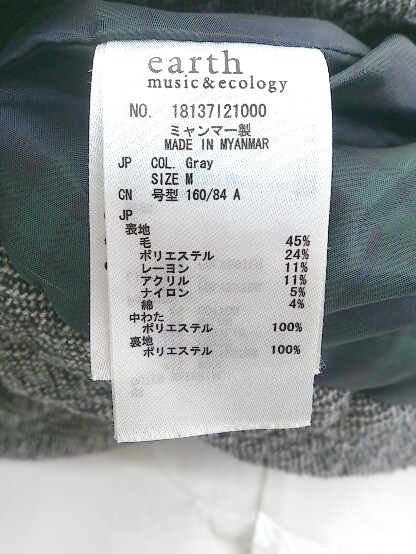 earth
music&ecology
NO. 18137I21000
ミャンマー製
MADE IN MYANMAR
JP COL. Gray
SIZE M
CN 号型 160/84 A
JP
表地
毛 45%
ポリエステル 24%
レーヨン 11%
アクリル 11%
ナイロン 5%
綿 4%
中わた
ポリエステル 100%
裏地
ポリエステル 100%